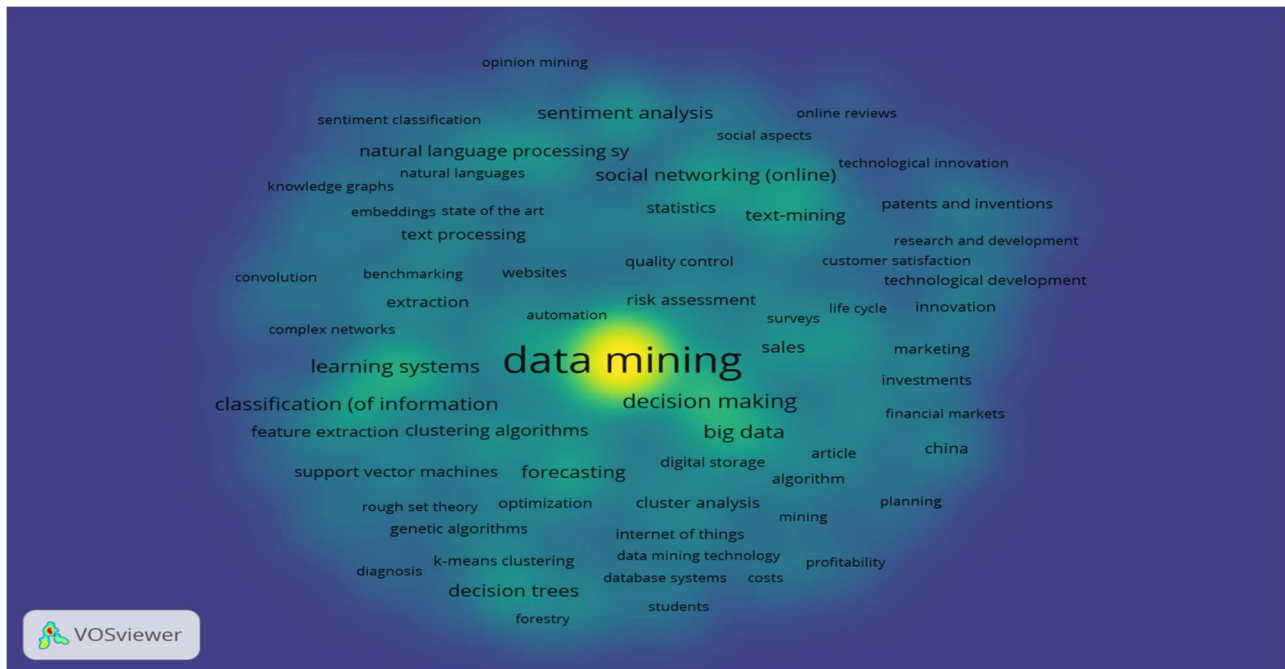 opinion mining
sentiment analysis
online reviews
sentiment classification
social aspects
natural language processing sy
technological innovation
natural languages
social networking (online)
knowledge graphs
patents and inventions
embeddings
state of the art
statistics
text-mining
text processing
research and development
quality control
customer satisfaction
convolution
benchmarking
websites
technological development
extraction
risk assessment
life cycle
innovation
automation
surveys
complex networks
sales
marketing
data mining
learning systems
investments
classification (of information
decision making
financial markets
feature extraction
clustering algorithms
big data
china
article
support vector machines
forecasting
digital storage
algorithm
rough set theory
optimization
cluster analysis
planning
mining
genetic algorithms
internet of things
data mining technology
k-means clustering
profitability
diagnosis
database systems
costs
decision trees
students
forestry
VOSviewer